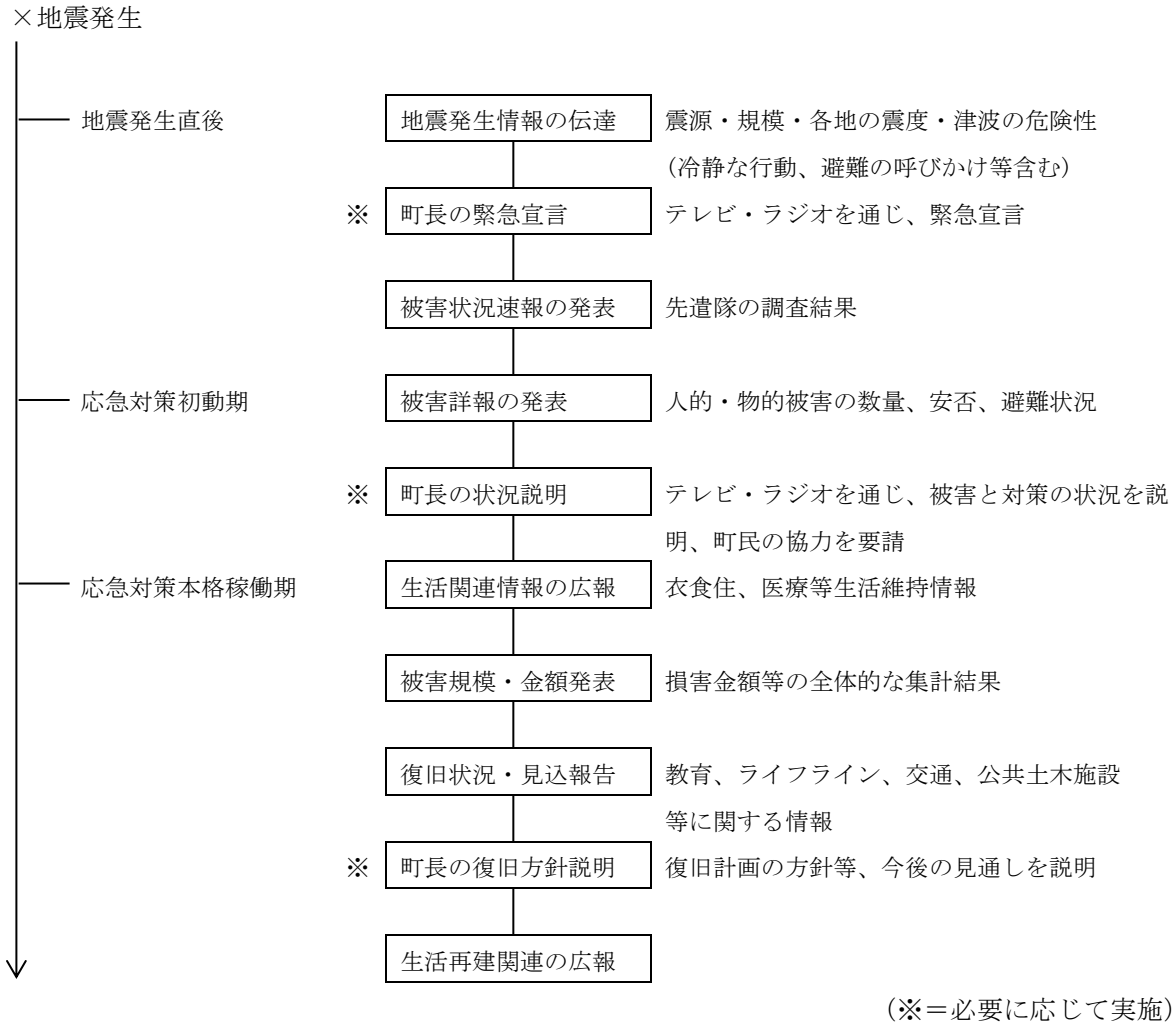 ×地震発生
地震発生直後 地震発生情報の伝達 震源・規模・各地の震度・津波の危険性
(冷静な行動、避難の呼びかけ等含む)
※ 町長の緊急宣言 テレビ・ラジオを通じ、緊急宣言
被害状況速報の発表 先遣隊の調査結果
応急対策初動期 被害詳報の発表 人的・物的被害の数量、安否、避難状況
※ 町長の状況説明 テレビ・ラジオを通じ、被害と対策の状況を説
明、町民の協力を要請
応急対策本格稼働期 生活関連情報の広報 衣食住、医療等生活維持情報
被害規模・金額発表 損害金額等の全体的な集計結果
復旧状況・見込報告 教育、ライフライン、交通、公共土木施設
等に関する情報
※ 町長の復旧方針説明 復旧計画の方針等、今後の見通しを説明
生活再建関連の広報
(※=必要に応じて実施)